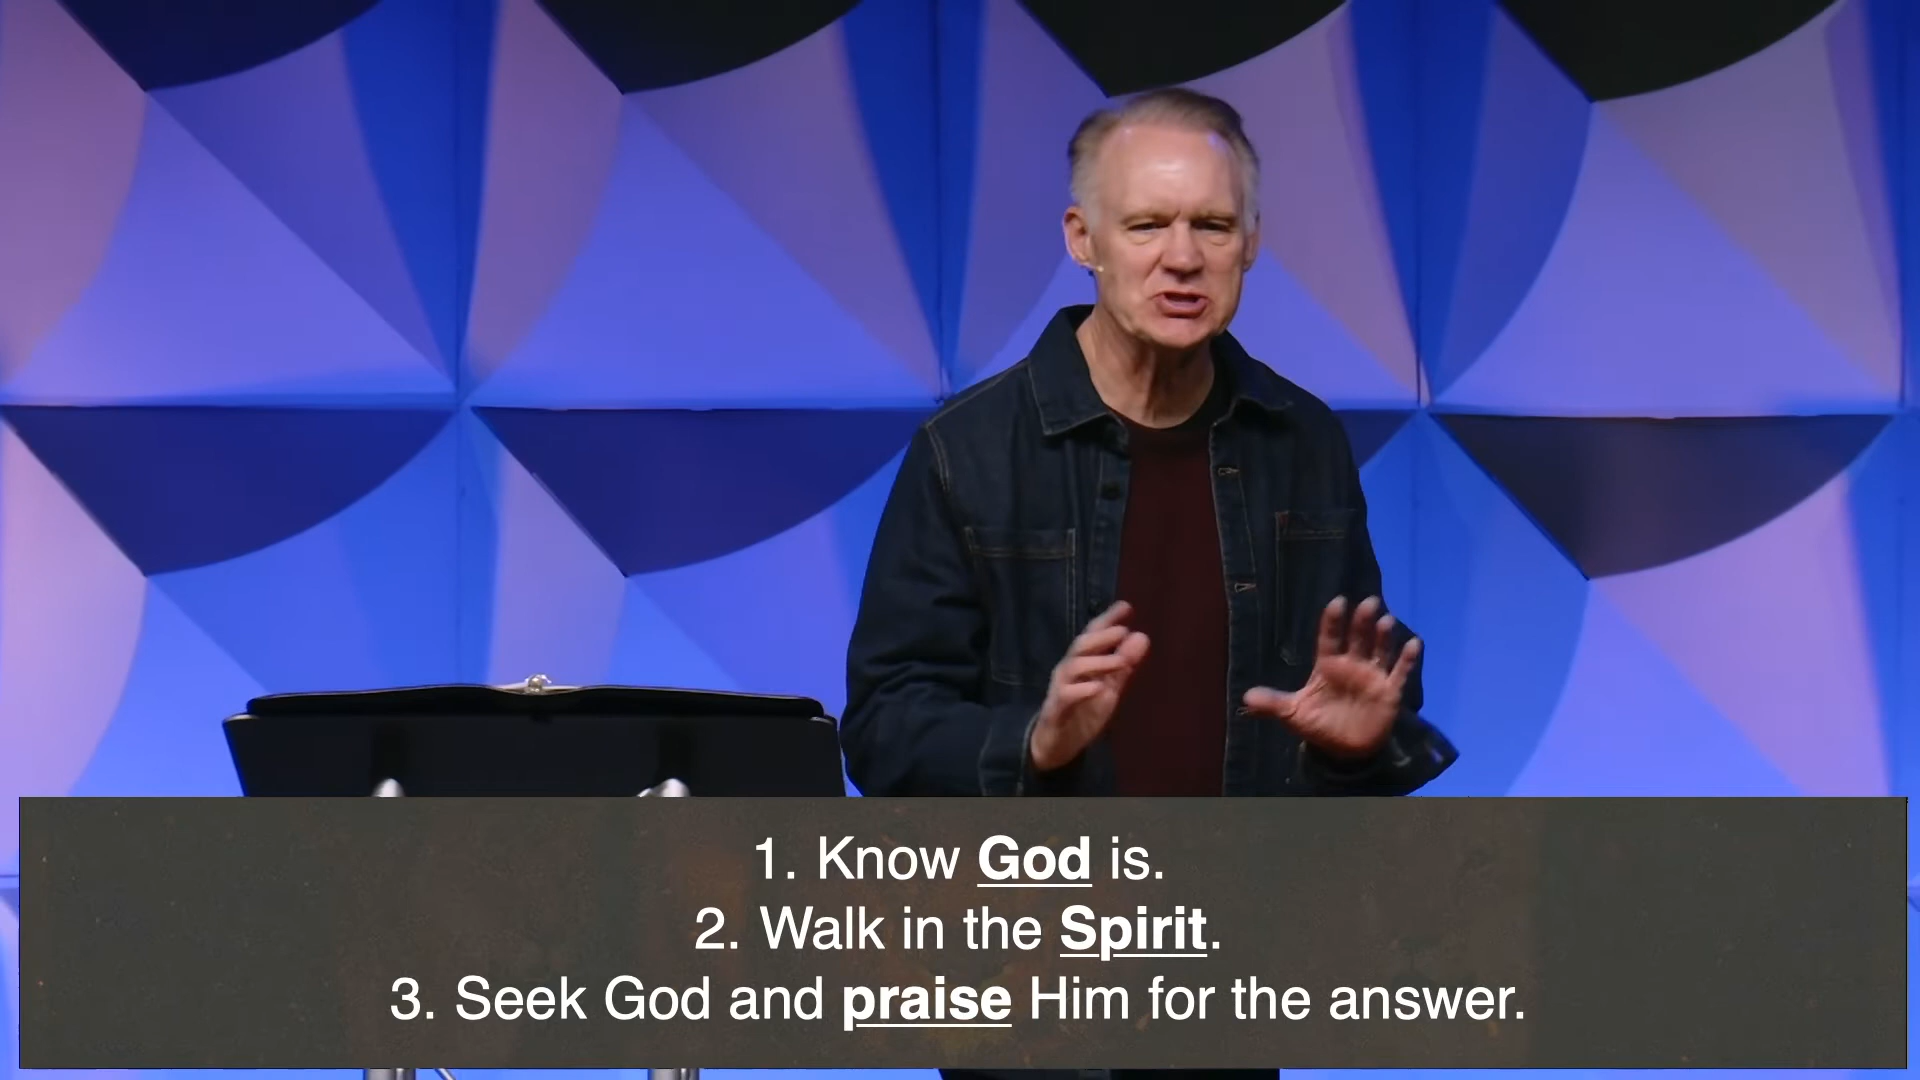 1. Know God is.
2. Walk in the Spirit.
3. Seek God and praise Him for the answer.